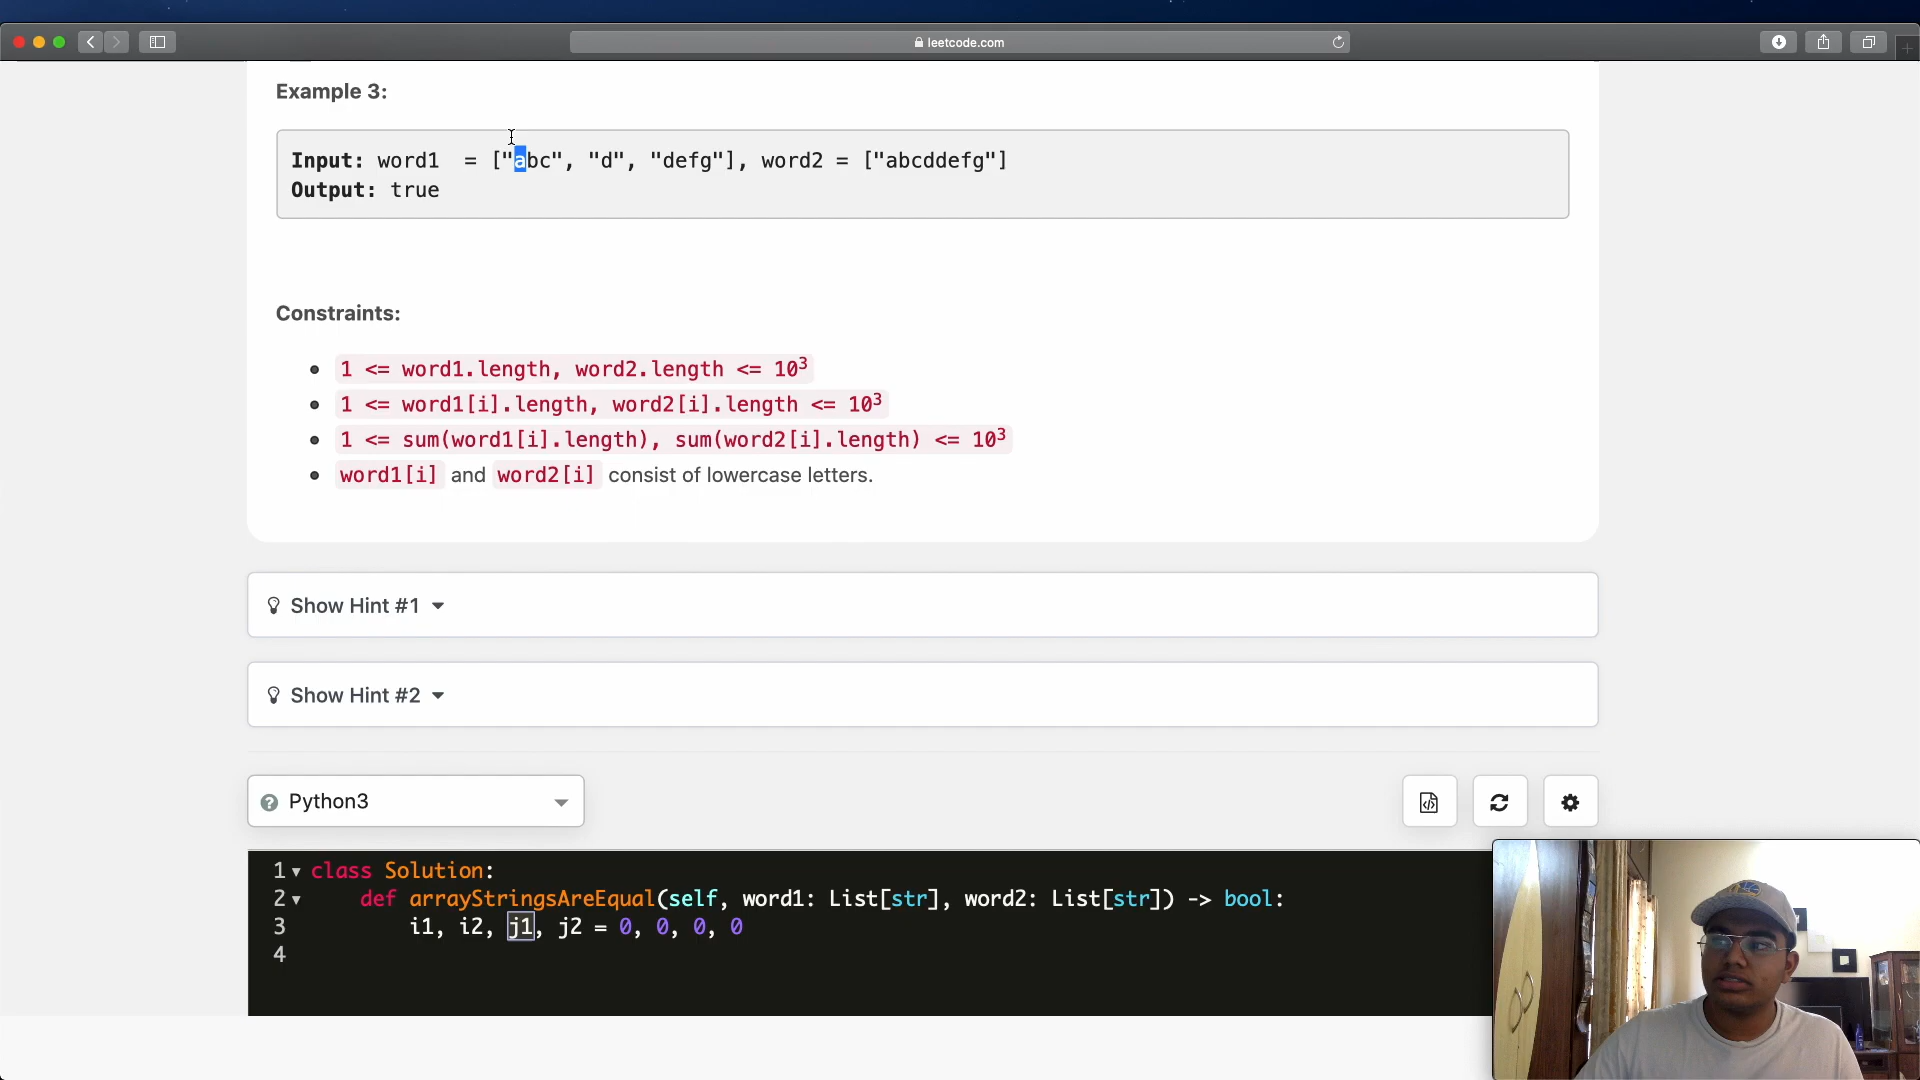 leetcode.com
Example 3:
Input: word1  = ["abc", "d", "defg"], word2 = ["abcddefg"]
Output: true
Constraints:
1 <= word1.length, word2.length <= 10³
1 <= word1[i].length, word2[i].length <= 10³
1 <= sum(word1[i].length), sum(word2[i].length) <= 10³
word1[i] and word2[i] consist of lowercase letters.
Show Hint #1
Show Hint #2
Python3
1 class Solution:
2     def arrayStringsAreEqual(self, word1: List[str], word2: List[str]) -> bool:
3         i1, i2, j1, j2 = 0, 0, 0, 0
4